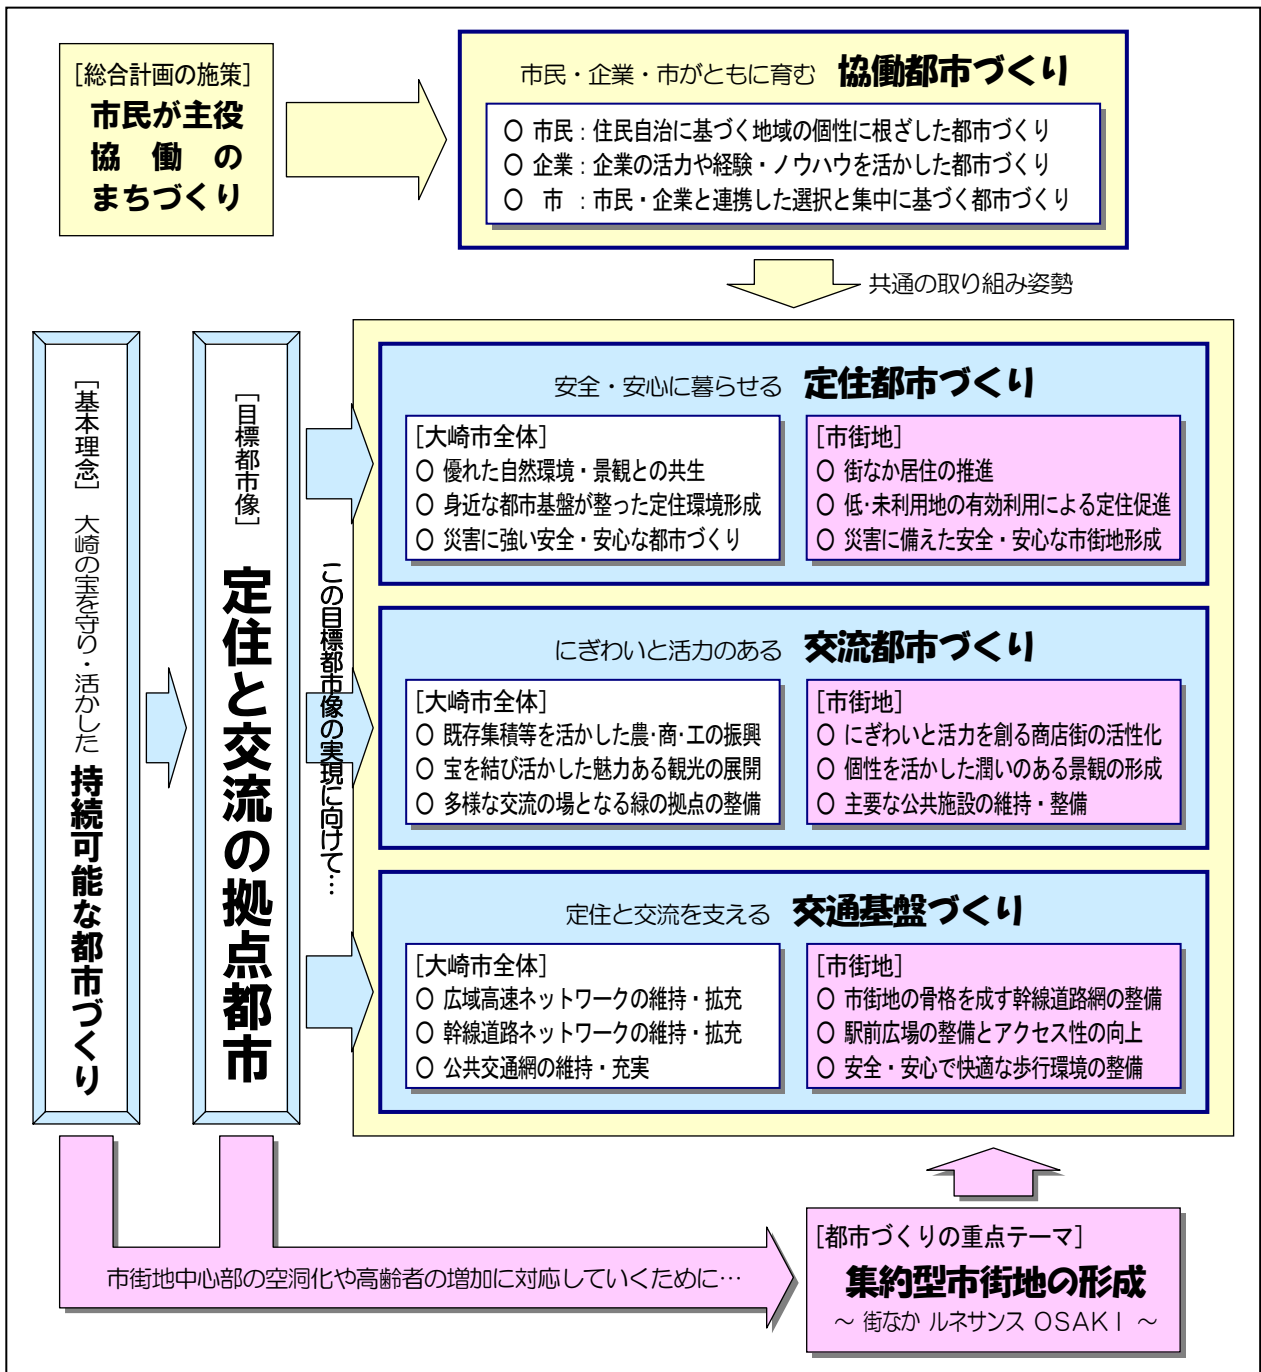 ［総合計画の施策］
市民が主役
協働の
まちづくり
市民・企業・市がともに育む 協働都市づくり
○ 市民：住民自治に基づく地域の個性に根ざした都市づくり
○ 企業：企業の活力や経験・ノウハウを活かした都市づくり
○ 市 ：市民・企業と連携した選択と集中に基づく都市づくり
共通の取り組み姿勢
［基本理念］ 大崎の宝を守り・活かした 持続可能な都市づくり
［目標都市像］ 定住と交流の拠点都市
この目標都市像の実現に向けて…
安全・安心に暮らせる 定住都市づくり
［大崎市全体］
○ 優れた自然環境・景観との共生
○ 身近な都市基盤が整った定住環境形成
○ 災害に強い安全・安心な都市づくり
［市街地］
○ 街なか居住の推進
○ 低・未利用地の有効利用による定住促進
○ 災害に備えた安全・安心な市街地形成
にぎわいと活力のある 交流都市づくり
［大崎市全体］
○ 既存集積等を活かした農・商・工の振興
○ 宝を結び活かした魅力ある観光の展開
○ 多様な交流の場となる緑の拠点の整備
［市街地］
○ にぎわいと活力を創る商店街の活性化
○ 個性を活かした潤いのある景観の形成
○ 主要な公共施設の維持・整備
定住と交流を支える 交通基盤づくり
［大崎市全体］
○ 広域高速ネットワークの維持・拡充
○ 幹線道路ネットワークの維持・拡充
○ 公共交通網の維持・充実
［市街地］
○ 市街地の骨格を成す幹線道路網の整備
○ 駅前広場の整備とアクセス性の向上
○ 安全・安心で快適な歩行環境の整備
市街地中心部の空洞化や高齢者の増加に対応していくために…
［都市づくりの重点テーマ］
集約型市街地の形成
～ 街なか ルネサンス OSAKI ～